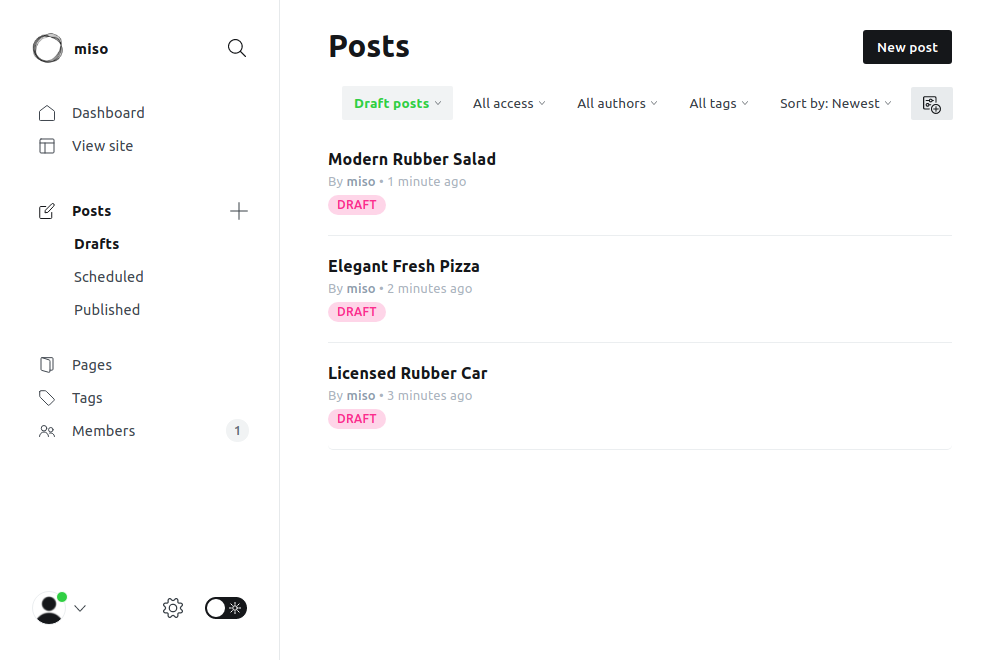 miso
Dashboard
View site
Posts
Drafts
Scheduled
Published
Pages
Tags
Members 1
Posts
New post
Draft posts All access All authors All tags Sort by: Newest
Modern Rubber Salad
By miso • 1 minute ago
DRAFT
Elegant Fresh Pizza
By miso • 2 minutes ago
DRAFT
Licensed Rubber Car
By miso • 3 minutes ago
DRAFT